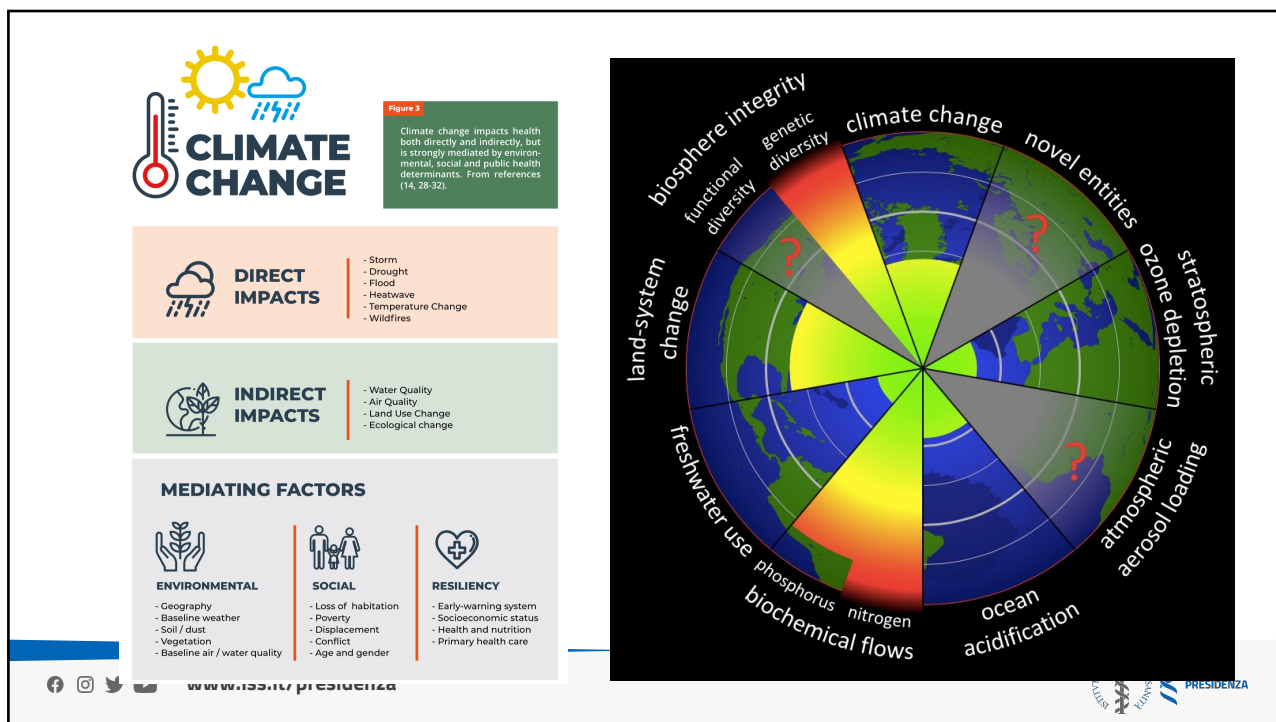 CLIMATE
CHANGE
Figure 3
Climate change impacts health
both directly and indirectly, but
is strongly mediated by environ-
mental, social and public health
determinants. From references
(14, 28-32).
DIRECT
IMPACTS
- Storm
- Drought
- Flood
- Heatwave
- Temperature Change
- Wildfires
INDIRECT
IMPACTS
- Water Quality
- Air Quality
- Land Use Change
- Ecological change
MEDIATING FACTORS
ENVIRONMENTAL
- Geography
- Baseline weather
- Soil / dust
- Vegetation
- Baseline air / water quality
SOCIAL
- Loss of habitation
- Poverty
- Displacement
- Conflict
- Age and gender
RESILIENCY
- Early-warning system
- Socioeconomic status
- Health and nutrition
- Primary health care
biosphere integrity
functional
diversity
genetic
diversity
climate change
novel entities
stratospheric
ozone depletion
atmospheric
aerosol loading
ocean
acidification
biochemical flows
phosphorus
nitrogen
freshwater use
land-system
change
?
?
?
www.iss.it/presidenza
PRESIDENZA